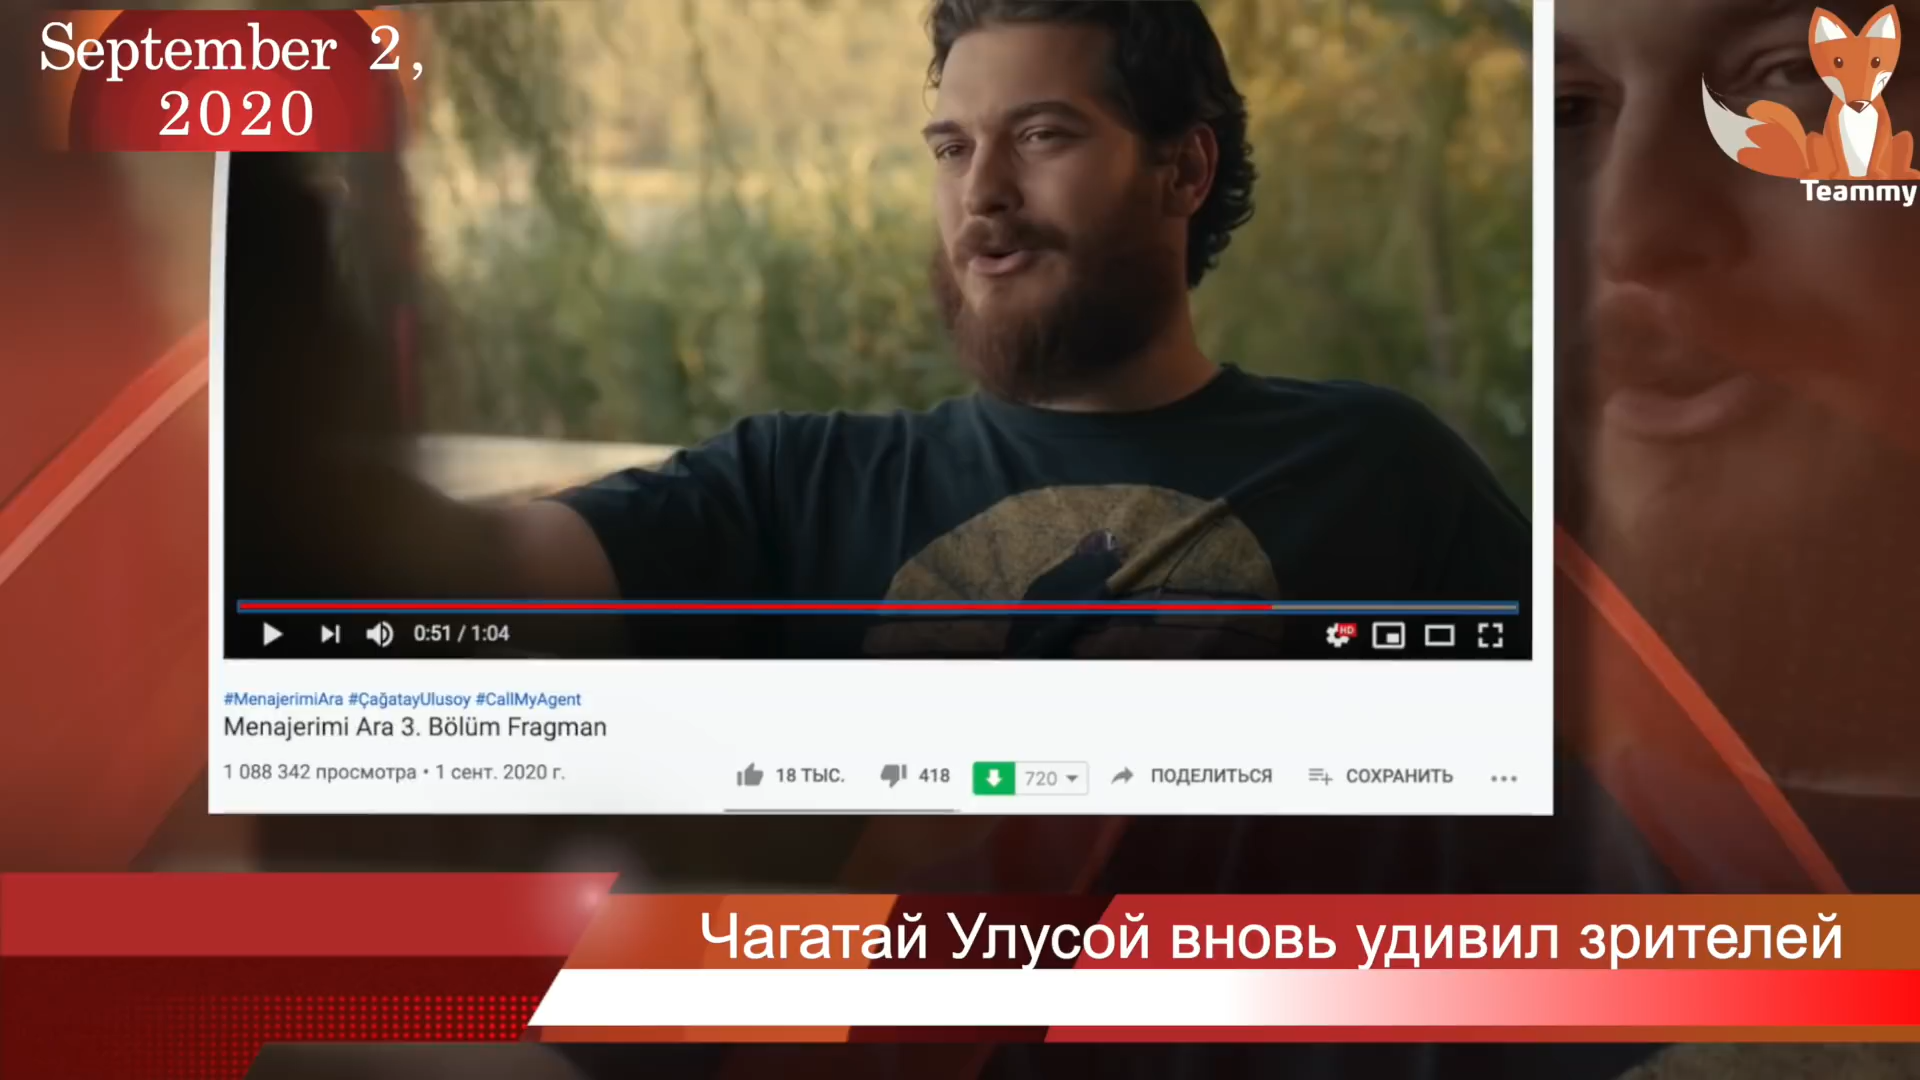 September 2,
2020
Teammy
HD
0:51 / 1:04
#MenajerimiAra #ÇağatayUlusoy #CallMyAgent
Menajerimi Ara 3. Bölüm Fragman
1 088 342 просмотра • 1 сент. 2020 г.
18 ТЫС.
418
720
ПОДЕЛИТЬСЯ
СОХРАНИТЬ
Чагатай Улусой вновь удивил зрителей